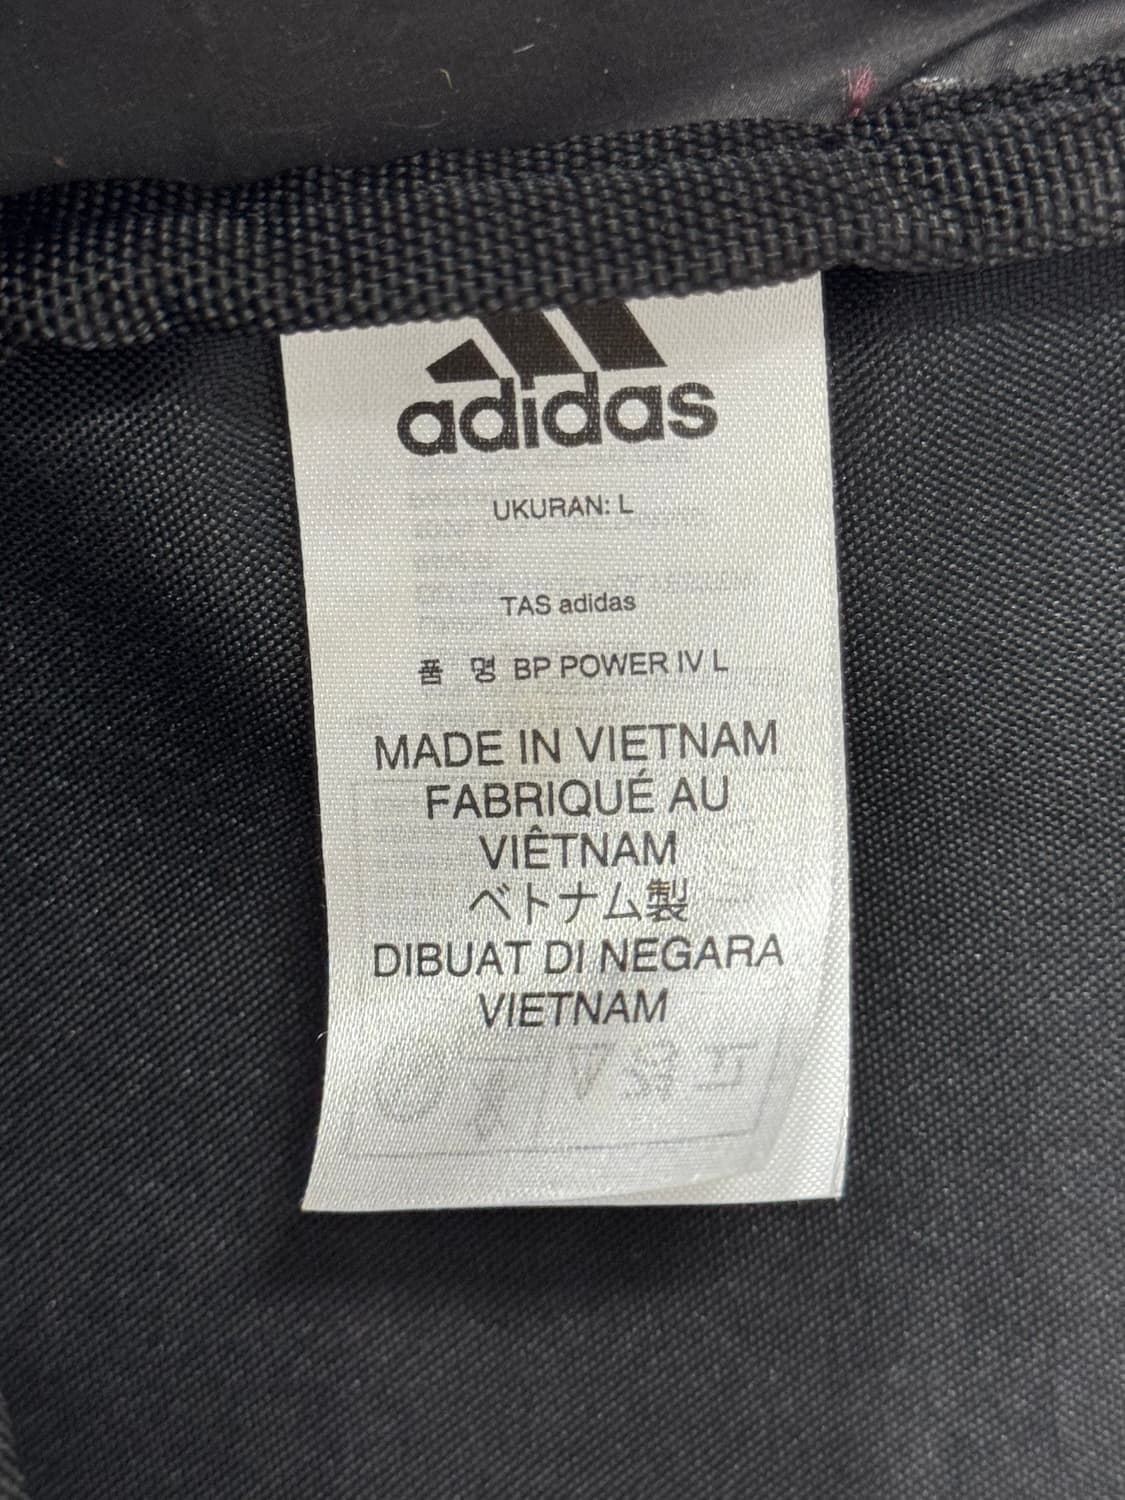 adidas
UKURAN: L
TAS adidas
품 명 BP POWER IV L
MADE IN VIETNAM
FABRIQUÉ AU
VIÊTNAM
ベトナム製
DIBUAT DI NEGARA
VIETNAM